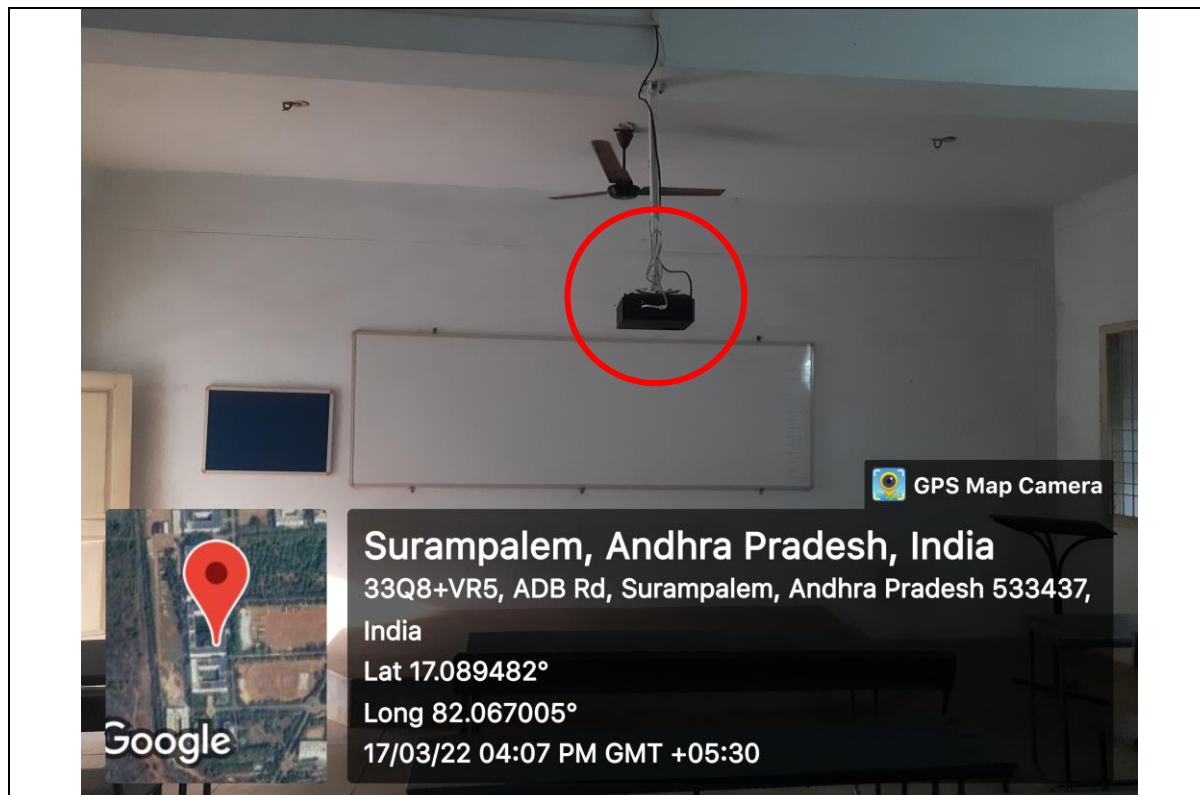 GPS Map Camera
Surampalem, Andhra Pradesh, India
33Q8+VR5, ADB Rd, Surampalem, Andhra Pradesh 533437,
India
Lat 17.089482°
Long 82.067005°
17/03/22 04:07 PM GMT +05:30
Google